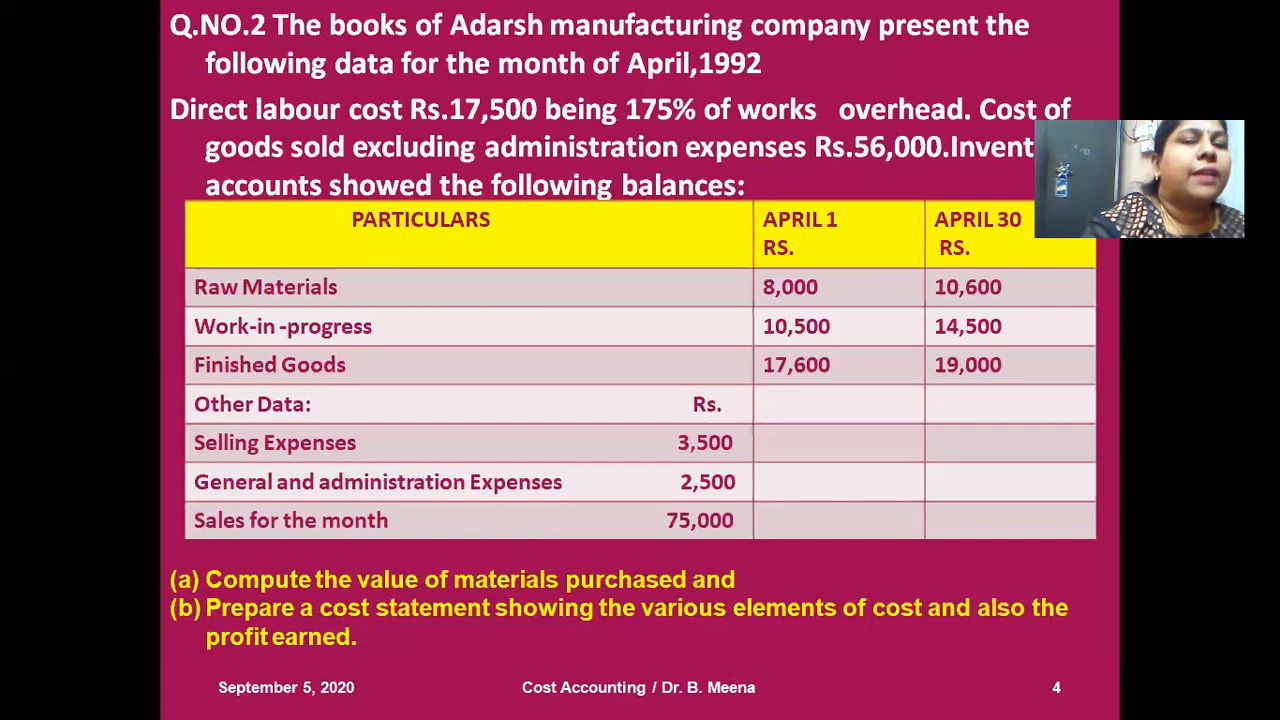 Q.NO.2 The books of Adarsh manufacturing company present the
following data for the month of April,1992
Direct labour cost Rs.17,500 being 175% of works overhead. Cost of
goods sold excluding administration expenses Rs.56,000.Invent
accounts showed the following balances:
PARTICULARS APRIL 1 RS. APRIL 30 RS.
Raw Materials 8,000 10,600
Work-in -progress 10,500 14,500
Finished Goods 17,600 19,000
Other Data: Rs.
Selling Expenses 3,500
General and administration Expenses 2,500
Sales for the month 75,000
(a) Compute the value of materials purchased and
(b) Prepare a cost statement showing the various elements of cost and also the
profit earned.
September 5, 2020 Cost Accounting / Dr. B. Meena 4